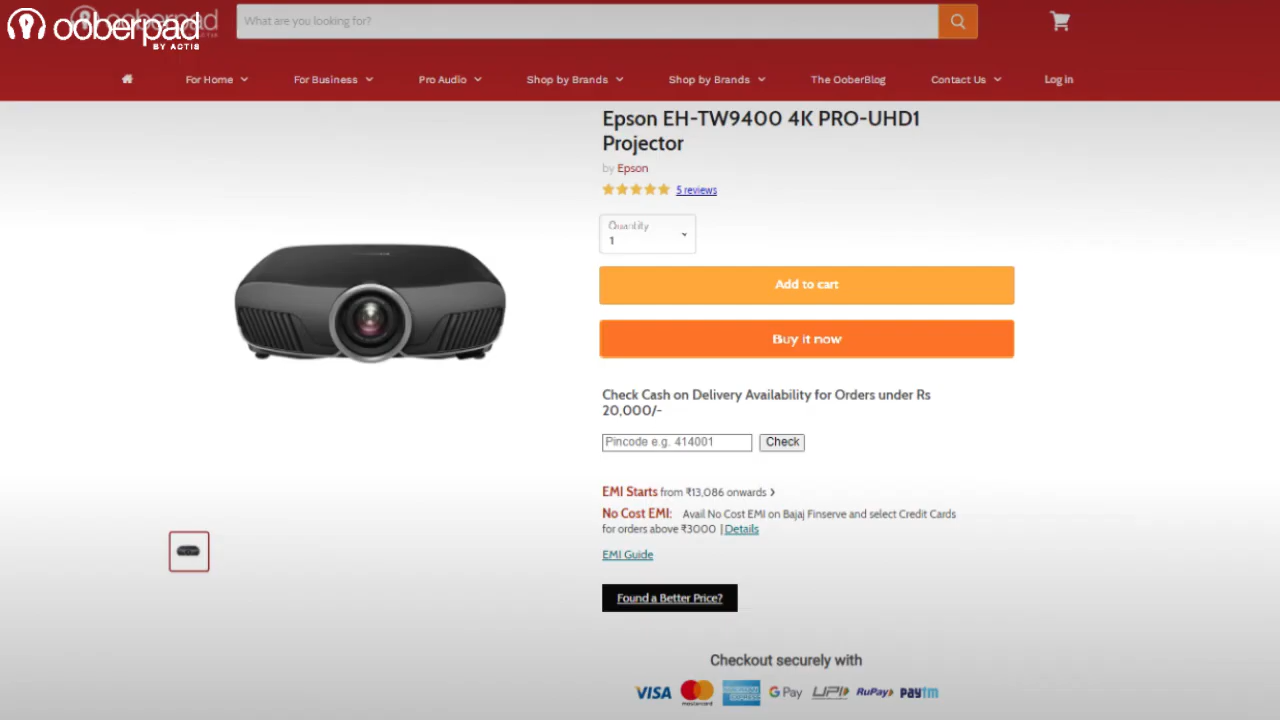 ooberpad
BY ACTIS
What are you looking for?
For Home
For Business
Pro Audio
Shop by Brands
Shop by Brands
The OoberBlog
Contact Us
Log in
Epson EH-TW9400 4K PRO-UHD1
Projector
by Epson
5 reviews
Quantity
1
Add to cart
Buy it now
Check Cash on Delivery Availability for Orders under Rs
20,000/-
Pincode e.g. 414001
Check
EMI Starts from ₹13,086 onwards
No Cost EMI: Avail No Cost EMI on Bajaj Finserve and select Credit Cards
for orders above ₹3000 | Details
EMI Guide
Found a Better Price?
Checkout securely with
VISA
mastercard
AMERICAN EXPRESS
G Pay
UPI
RuPay
paytm